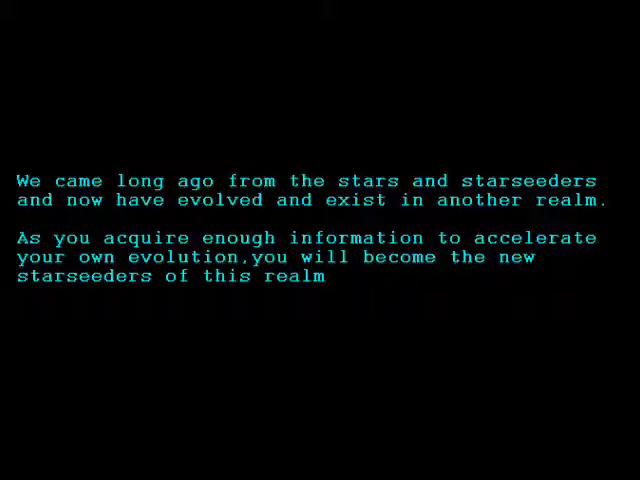 We came long ago from the stars and starseeders
and now have evolved and exist in another realm.
As you acquire enough information to accelerate
your own evolution,you will become the new
starseeders of this realm